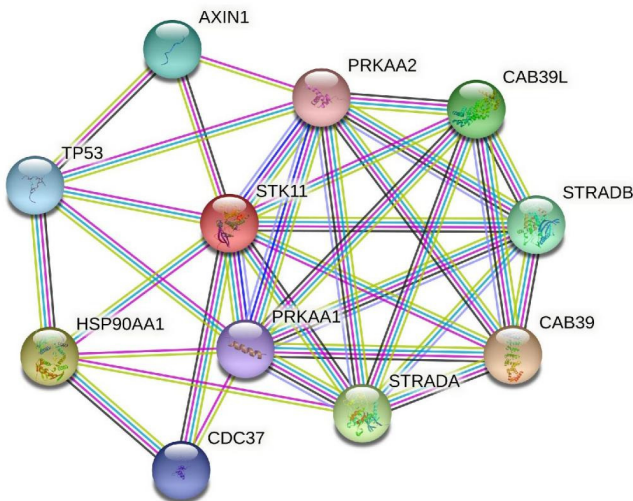 AXIN1
PRKAA2
CAB39L
TP53
STK11
STRADB
HSP90AA1
PRKAA1
CAB39
STRADA
CDC37